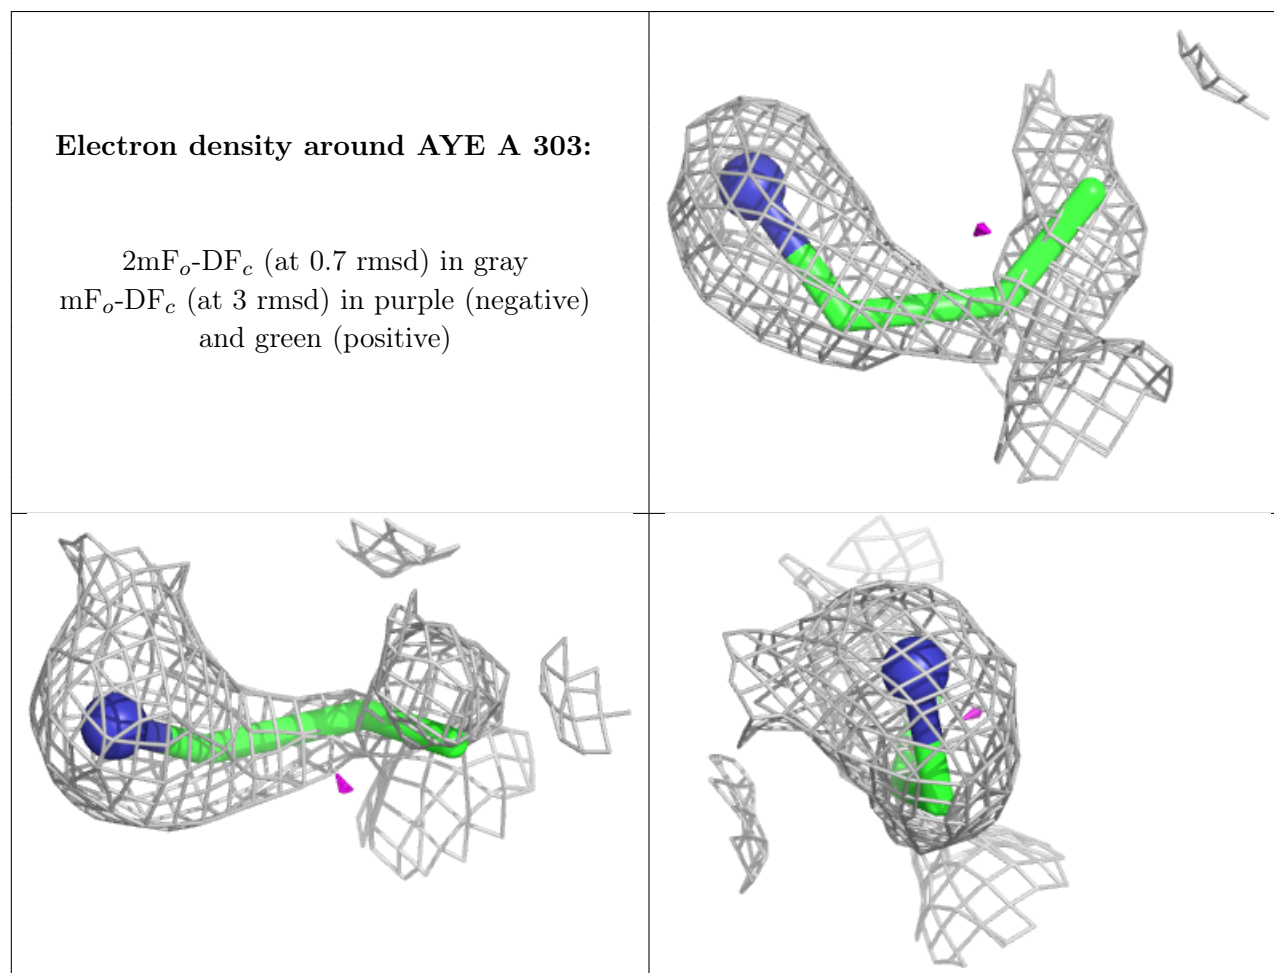 Electron density around AYE A 303:
2mFₒ-DF𝒸 (at 0.7 rmsd) in gray
mFₒ-DF𝒸 (at 3 rmsd) in purple (negative)
and green (positive)